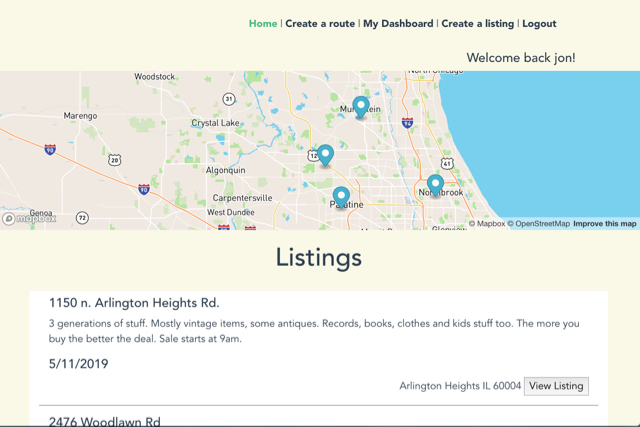 Home | Create a route | My Dashboard | Create a listing | Logout
Welcome back jon!
Woodstock
North Chicago
31
Marengo
Mundelein
Crystal Lake
94
90
20
12
41
Algonquin
90
Northbrook
Carpentersville
Palatine
West Dundee
Genoa
72
mapbox
© Mapbox © OpenStreetMap Improve this map
Listings
1150 n. Arlington Heights Rd.
3 generations of stuff. Mostly vintage items, some antiques. Records, books, clothes and kids stuff too. The more you
buy the better the deal. Sale starts at 9am.
5/11/2019
Arlington Heights IL 60004 View Listing
2476 Woodlawn Rd